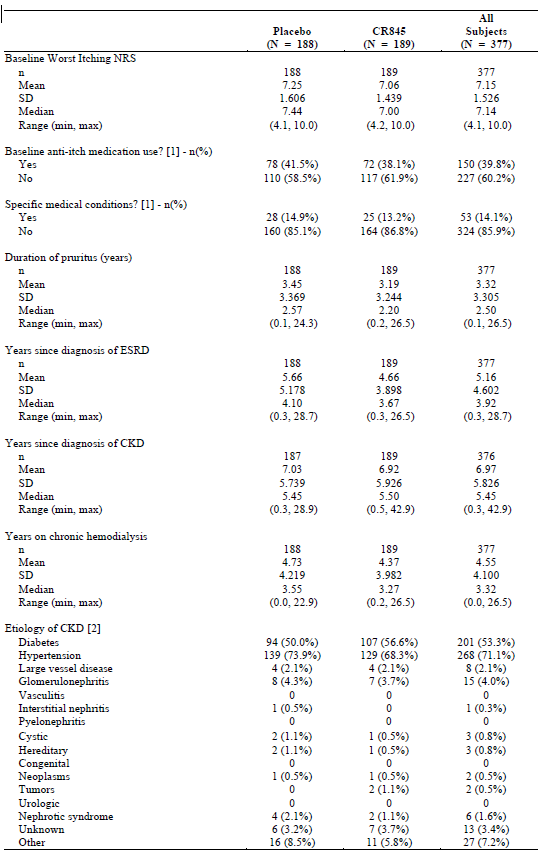 All
Placebo CR845 Subjects
(N = 188) (N = 189) (N = 377)
Baseline Worst Itching NRS
n 188 189 377
Mean 7.25 7.06 7.15
SD 1.606 1.439 1.526
Median 7.44 7.00 7.14
Range (min, max) (4.1, 10.0) (4.2, 10.0) (4.1, 10.0)
Baseline anti-itch medication use? [1] - n(%)
Yes 78 (41.5%) 72 (38.1%) 150 (39.8%)
No 110 (58.5%) 117 (61.9%) 227 (60.2%)
Specific medical conditions? [1] - n(%)
Yes 28 (14.9%) 25 (13.2%) 53 (14.1%)
No 160 (85.1%) 164 (86.8%) 324 (85.9%)
Duration of pruritus (years)
n 188 189 377
Mean 3.45 3.19 3.32
SD 3.369 3.244 3.305
Median 2.57 2.20 2.50
Range (min, max) (0.1, 24.3) (0.2, 26.5) (0.1, 26.5)
Years since diagnosis of ESRD
n 188 189 377
Mean 5.66 4.66 5.16
SD 5.178 3.898 4.602
Median 4.10 3.67 3.92
Range (min, max) (0.3, 28.7) (0.3, 26.5) (0.3, 28.7)
Years since diagnosis of CKD
n 187 189 376
Mean 7.03 6.92 6.97
SD 5.739 5.926 5.826
Median 5.45 5.50 5.45
Range (min, max) (0.3, 28.9) (0.5, 42.9) (0.3, 42.9)
Years on chronic hemodialysis
n 188 189 377
Mean 4.73 4.37 4.55
SD 4.219 3.982 4.100
Median 3.55 3.27 3.32
Range (min, max) (0.0, 22.9) (0.2, 26.5) (0.0, 26.5)
Etiology of CKD [2]
Diabetes 94 (50.0%) 107 (56.6%) 201 (53.3%)
Hypertension 139 (73.9%) 129 (68.3%) 268 (71.1%)
Large vessel disease 4 (2.1%) 4 (2.1%) 8 (2.1%)
Glomerulonephritis 8 (4.3%) 7 (3.7%) 15 (4.0%)
Vasculitis 0 0 0
Interstitial nephritis 1 (0.5%) 0 1 (0.3%)
Pyelonephritis 0 0 0
Cystic 2 (1.1%) 1 (0.5%) 3 (0.8%)
Hereditary 2 (1.1%) 1 (0.5%) 3 (0.8%)
Congenital 0 0 0
Neoplasms 1 (0.5%) 1 (0.5%) 2 (0.5%)
Tumors 0 2 (1.1%) 2 (0.5%)
Urologic 0 0 0
Nephrotic syndrome 4 (2.1%) 2 (1.1%) 6 (1.6%)
Unknown 6 (3.2%) 7 (3.7%) 13 (3.4%)
Other 16 (8.5%) 11 (5.8%) 27 (7.2%)